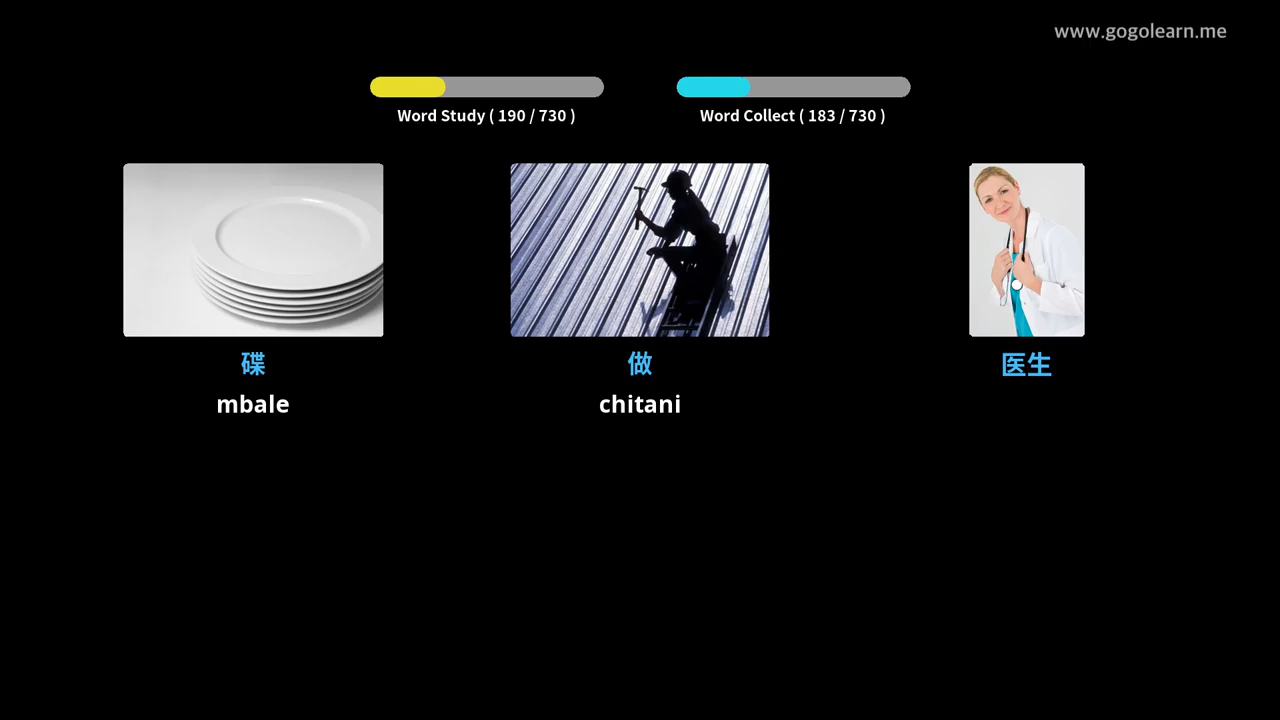 www.gogolearn.me
Word Study ( 190 / 730 )
Word Collect ( 183 / 730 )
碟
做
医生
mbale
chitani